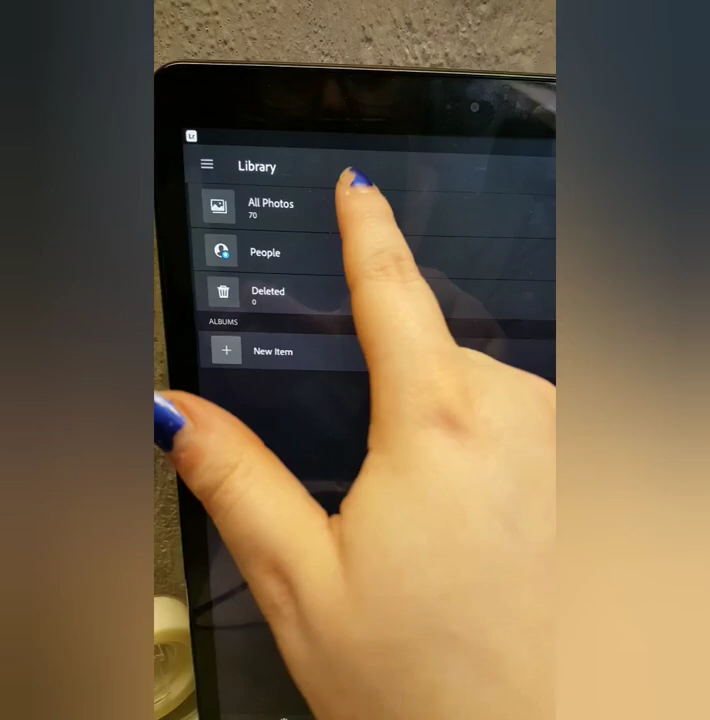 Lr
Library
All Photos
70
People
Deleted
0
ALBUMS
New Item